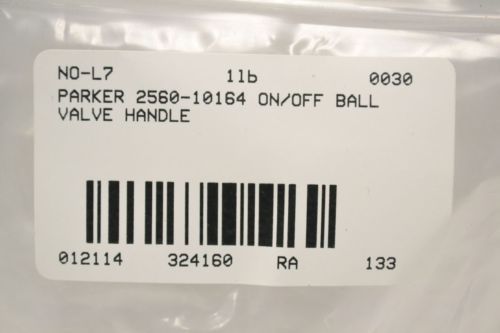 NO-L7 1lb 0030
PARKER 2560-10164 ON/OFF BALL
VALVE HANDLE
012114 324160 RA 133